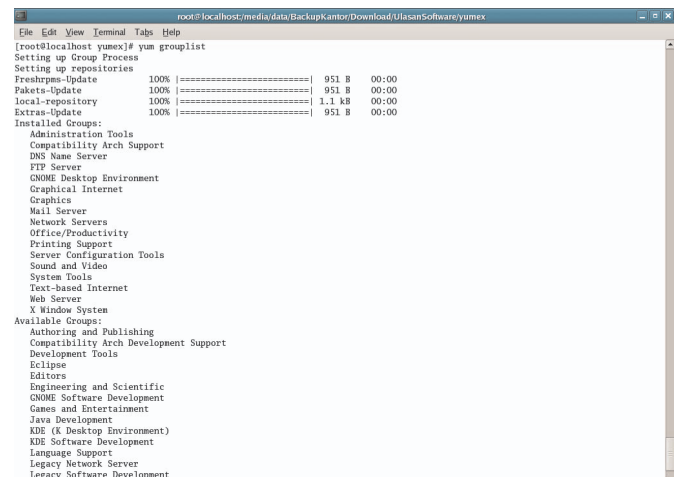 root@localhost:/media/data/BackupKantor/Download/UlasanSoftware/yumex
File Edit View Terminal Tabs Help
[root@localhost yumex]# yum grouplist
Setting up Group Process
Setting up repositories
Freshrpms-Update 100% |=========================| 951 B 00:00
Pakets-Update 100% |=========================| 951 B 00:00
local-repository 100% |=========================| 1.1 kB 00:00
Extras-Update 100% |=========================| 951 B 00:00
Installed Groups:
Administration Tools
Compatibility Arch Support
DNS Name Server
FTP Server
GNOME Desktop Environment
Graphical Internet
Graphics
Mail Server
Network Servers
Office/Productivity
Printing Support
Server Configuration Tools
Sound and Video
System Tools
Text-based Internet
Web Server
X Window System
Available Groups:
Authoring and Publishing
Compatibility Arch Development Support
Development Tools
Eclipse
Editors
Engineering and Scientific
GNOME Software Development
Games and Entertainment
Java Development
KDE (K Desktop Environment)
KDE Software Development
Language Support
Legacy Network Server
Legacy Software Development